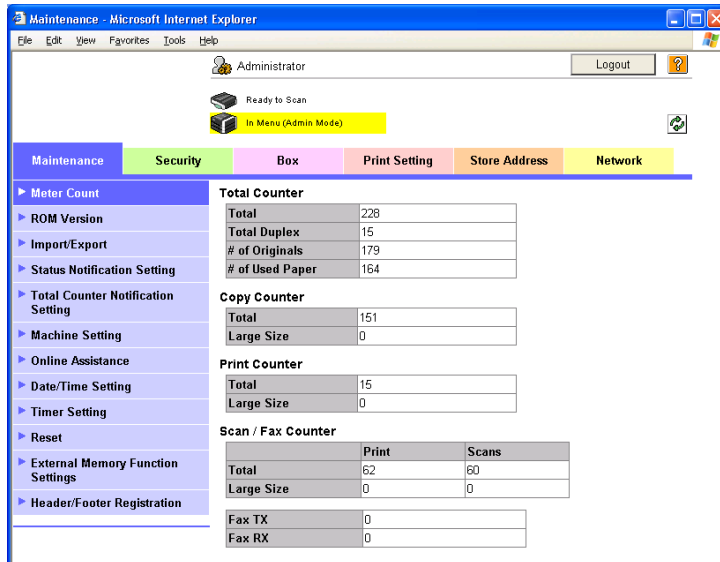 Maintenance - Microsoft Internet Explorer
File Edit View Favorites Tools Help
Administrator Logout ?
Ready to Scan
In Menu (Admin Mode)
Maintenance Security Box Print Setting Store Address Network
Meter Count
ROM Version
Import/Export
Status Notification Setting
Total Counter Notification
Setting
Machine Setting
Online Assistance
Date/Time Setting
Timer Setting
Reset
External Memory Function
Settings
Header/Footer Registration
Total Counter
Total 228
Total Duplex 15
# of Originals 179
# of Used Paper 164
Copy Counter
Total 151
Large Size 0
Print Counter
Total 15
Large Size 0
Scan / Fax Counter
Print Scans
Total 62 60
Large Size 0 0
Fax TX 0
Fax RX 0